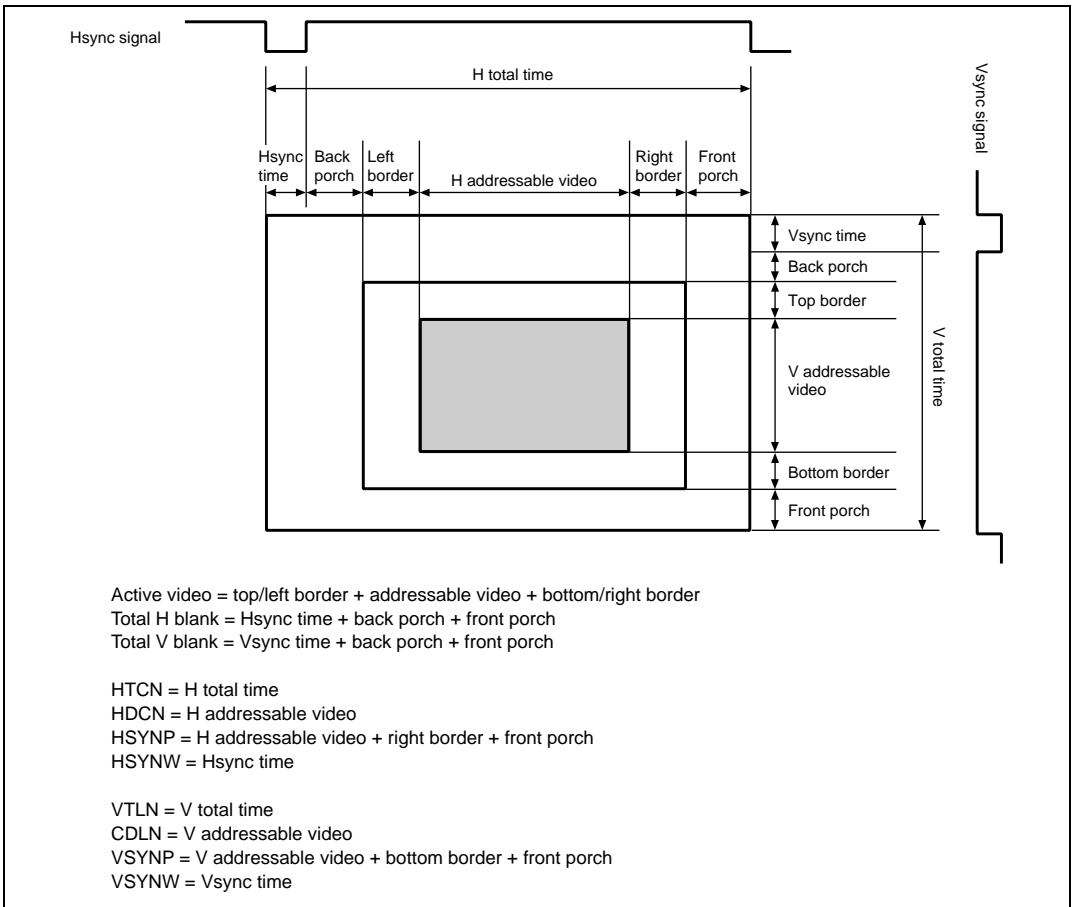 Hsync signal
H total time
Vsync signal
Hsync time
Back porch
Left border
H addressable video
Right border
Front porch
Vsync time
Back porch
Top border
V addressable video
V total time
Bottom border
Front porch
Active video = top/left border + addressable video + bottom/right border
Total H blank = Hsync time + back porch + front porch
Total V blank = Vsync time + back porch + front porch
HTCN = H total time
HDCN = H addressable video
HSYNP = H addressable video + right border + front porch
HSYNW = Hsync time
VTLN = V total time
CDLN = V addressable video
VSYNP = V addressable video + bottom border + front porch
VSYNW = Vsync time